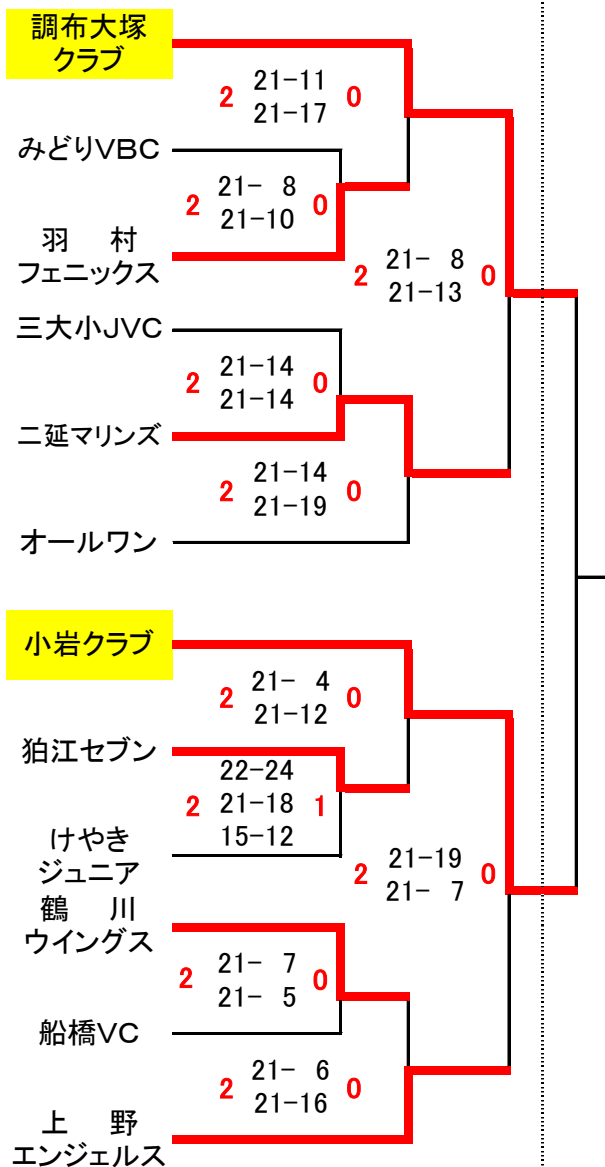 調布大塚
クラブ
2 21-11 0
21-17
みどりVBC
2 21- 8 0
21-10
羽 村
フェニックス
2 21- 8 0
21-13
三大小JVC
2 21-14 0
21-14
二延マリンズ
2 21-14 0
21-19
オールワン
小岩クラブ
2 21- 4 0
21-12
狛江セブン
22-24
2 21-18 1
15-12
けやき
ジュニア
2 21-19 0
21- 7
鶴 川
ウイングス
2 21- 7 0
21- 5
船橋VC
2 21- 6 0
21-16
上 野
エンジェルス